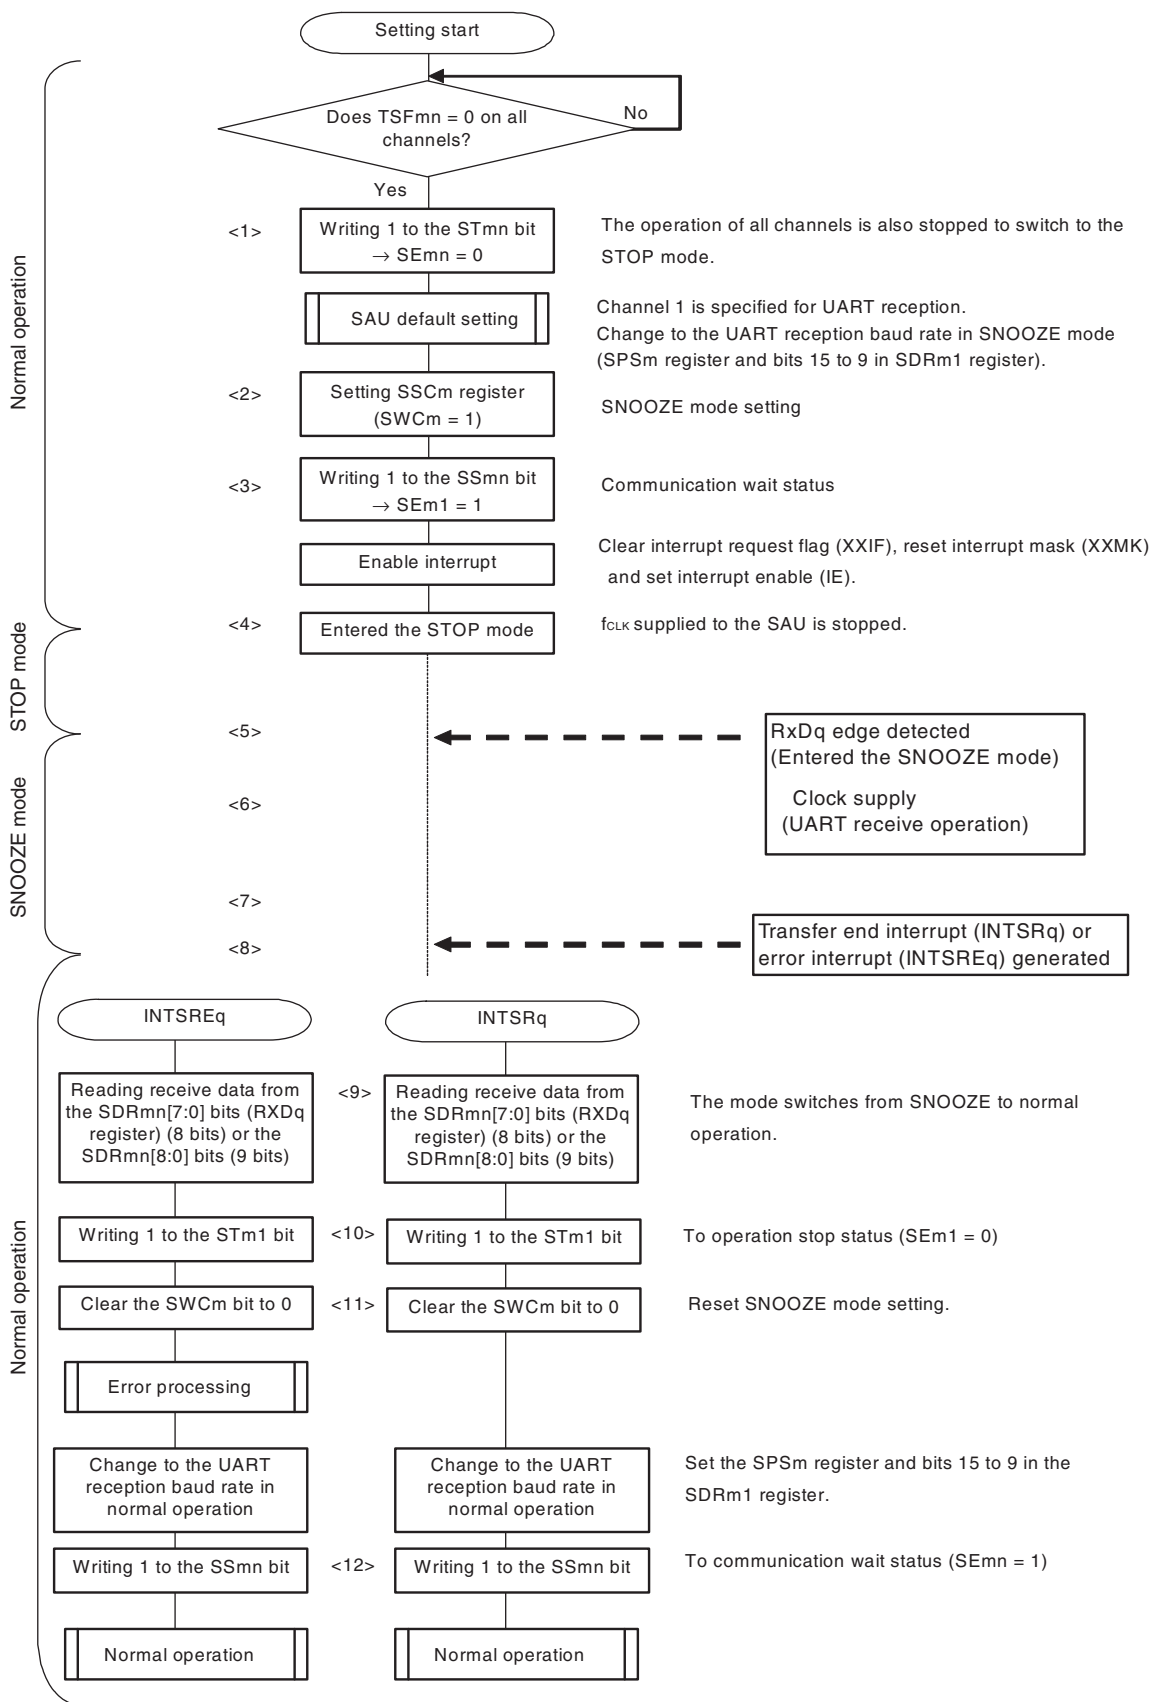 Setting start
Does TSFmn = 0 on all
channels?
No
Yes
<1>
Writing 1 to the STmn bit
→ SEmn = 0
The operation of all channels is also stopped to switch to the
STOP mode.
SAU default setting
Channel 1 is specified for UART reception.
Change to the UART reception baud rate in SNOOZE mode
(SPSm register and bits 15 to 9 in SDRm1 register).
Normal operation
<2>
Setting SSCm register
(SWCm = 1)
SNOOZE mode setting
<3>
Writing 1 to the SSmn bit
→ SEm1 = 1
Communication wait status
Enable interrupt
Clear interrupt request flag (XXIF), reset interrupt mask (XXMK)
and set interrupt enable (IE).
<4>
Entered the STOP mode
fCLK supplied to the SAU is stopped.
STOP mode
<5>
RxDq edge detected
(Entered the SNOOZE mode)
<6>
Clock supply
(UART receive operation)
SNOOZE mode
<7>
<8>
Transfer end interrupt (INTSRq) or
error interrupt (INTSREq) generated
INTSREq
INTSRq
Reading receive data from
the SDRmn[7:0] bits (RXDq
register) (8 bits) or the
SDRmn[8:0] bits (9 bits)
<9>
Reading receive data from
the SDRmn[7:0] bits (RXDq
register) (8 bits) or the
SDRmn[8:0] bits (9 bits)
The mode switches from SNOOZE to normal
operation.
Writing 1 to the STm1 bit
<10>
Writing 1 to the STm1 bit
To operation stop status (SEm1 = 0)
Clear the SWCm bit to 0
<11>
Clear the SWCm bit to 0
Reset SNOOZE mode setting.
Normal operation
Error processing
Change to the UART
reception baud rate in
normal operation
Change to the UART
reception baud rate in
normal operation
Set the SPSm register and bits 15 to 9 in the
SDRm1 register.
Writing 1 to the SSmn bit
<12>
Writing 1 to the SSmn bit
To communication wait status (SEmn = 1)
Normal operation
Normal operation